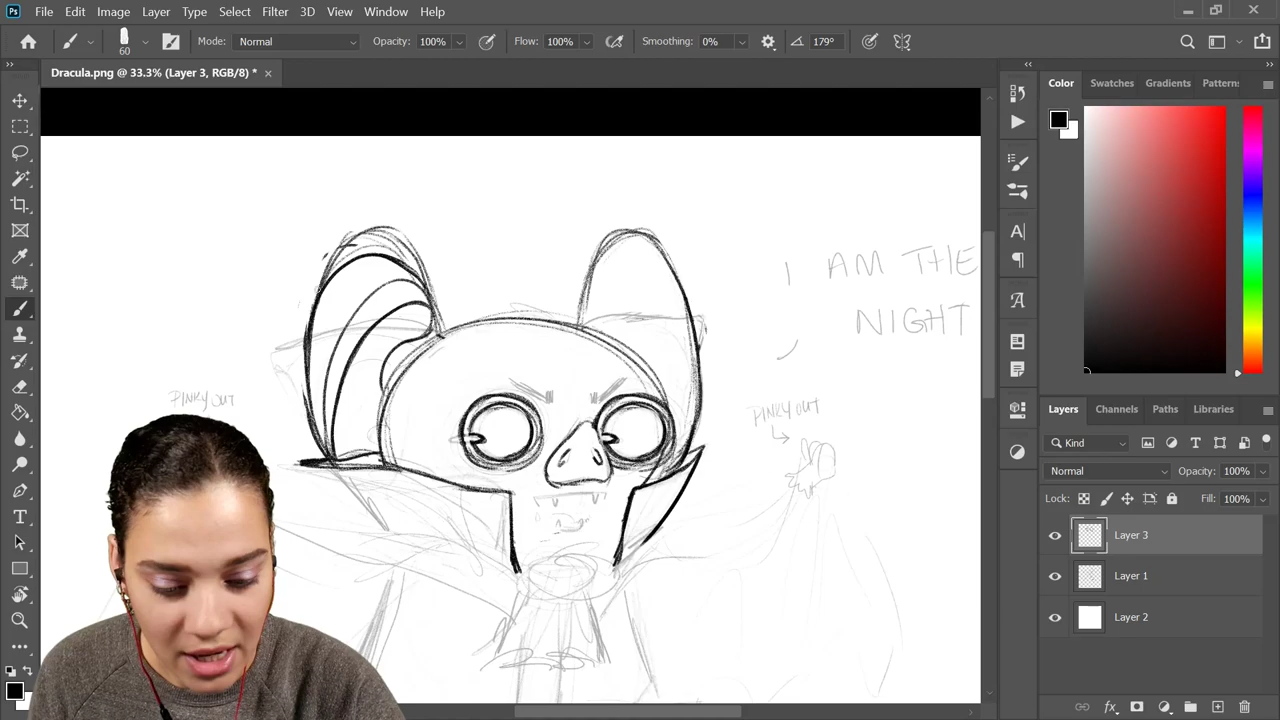 Ps File Edit Image Layer Type Select Filter 3D View Window Help
60 Mode: Normal Opacity: 100% Flow: 100% Smoothing: 0% 179°
Dracula.png @ 33.3% (Layer 3, RGB/8) * ×
Color Swatches Gradients Patterns
I AM THE
NIGHT
PINKY OUT
PINKY OUT
Layers Channels Paths Libraries
Kind
Normal Opacity: 100%
Lock: Fill: 100%
Layer 3
Layer 1
Layer 2